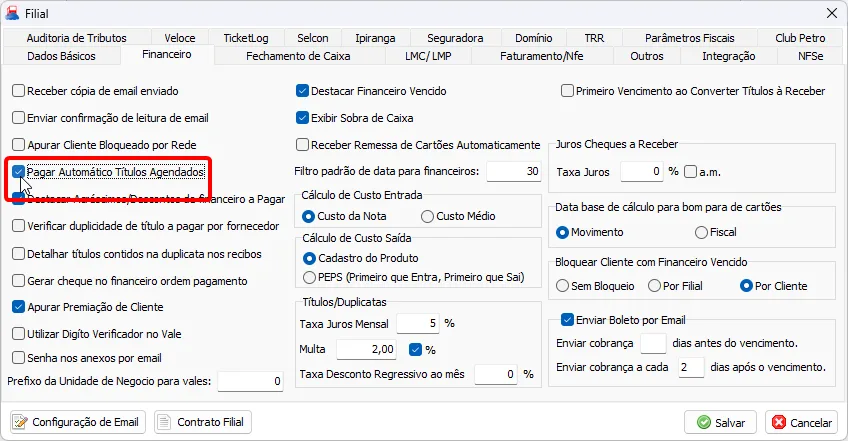 Filial
Auditoria de Tributos
Veloce
TicketLog
Selcon
Ipiranga
Seguradora
Domínio
TRR
Parâmetros Fiscais
Club Petro
Dados Básicos
Financeiro
Fechamento de Caixa
LMC/ LMP
Faturamento/Nfe
Outros
Integração
NFSe
Receber cópia de email enviado
Enviar confirmação de leitura de email
Apurar Cliente Bloqueado por Rede
Pagar Automático Títulos Agendados
Destacar Acréssimos/Descontos do financeiro a Pagar
Verificar duplicidade de título a pagar por fornecedor
Detalhar títulos contidos na duplicata nos recibos
Gerar cheque no financeiro ordem pagamento
Apurar Premiação de Cliente
Utilizar Digíto Verificador no Vale
Senha nos anexos por email
Prefixo da Unidade de Negocio para vales: 0
Destacar Financeiro Vencido
Exibir Sobra de Caixa
Receber Remessa de Cartões Automaticamente
Filtro padrão de data para financeiros: 30
Cálculo de Custo Entrada
Custo da Nota
Custo Médio
Cálculo de Custo Saída
Cadastro do Produto
PEPS (Primeiro que Entra, Primeiro que Sai)
Títulos/Duplicatas
Taxa Juros Mensal 5 %
Multa 2,00 %
Taxa Desconto Regressivo ao mês 0 %
Primeiro Vencimento ao Converter Títulos à Receber
Juros Cheques a Receber
Taxa Juros 0 % a.m.
Data base de cálculo para bom para de cartões
Movimento
Fiscal
Bloquear Cliente com Financeiro Vencido
Sem Bloqueio
Por Filial
Por Cliente
Enviar Boleto por Email
Enviar cobrança dias antes do vencimento.
Enviar cobrança a cada 2 dias após o vencimento.
Configuração de Email
Contrato Filial
Salvar
Cancelar